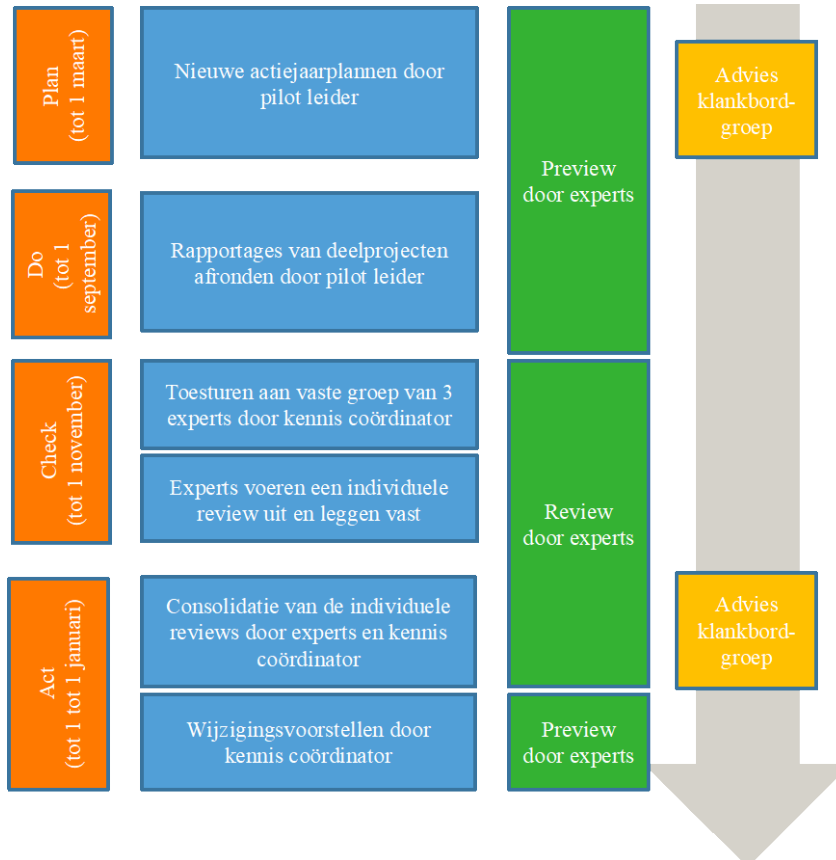 Plan
(tot 1 maart)
Nieuwe actiejaarplannen door
pilot leider
Preview
door experts
Advies
klankbord-
groep
Do
(tot 1
september)
Rapportages van deelprojecten
afronden door pilot leider
Check
(tot 1 november)
Toesturen aan vaste groep van 3
experts door kennis coördinator
Experts voeren een individuele
review uit en leggen vast
Review
door experts
Act
(tot 1 tot 1 januari)
Consolidatie van de individuele
reviews door experts en kennis
coördinator
Advies
klankbord-
groep
Wijzigingsvoorstellen door
kennis coördinator
Preview
door experts